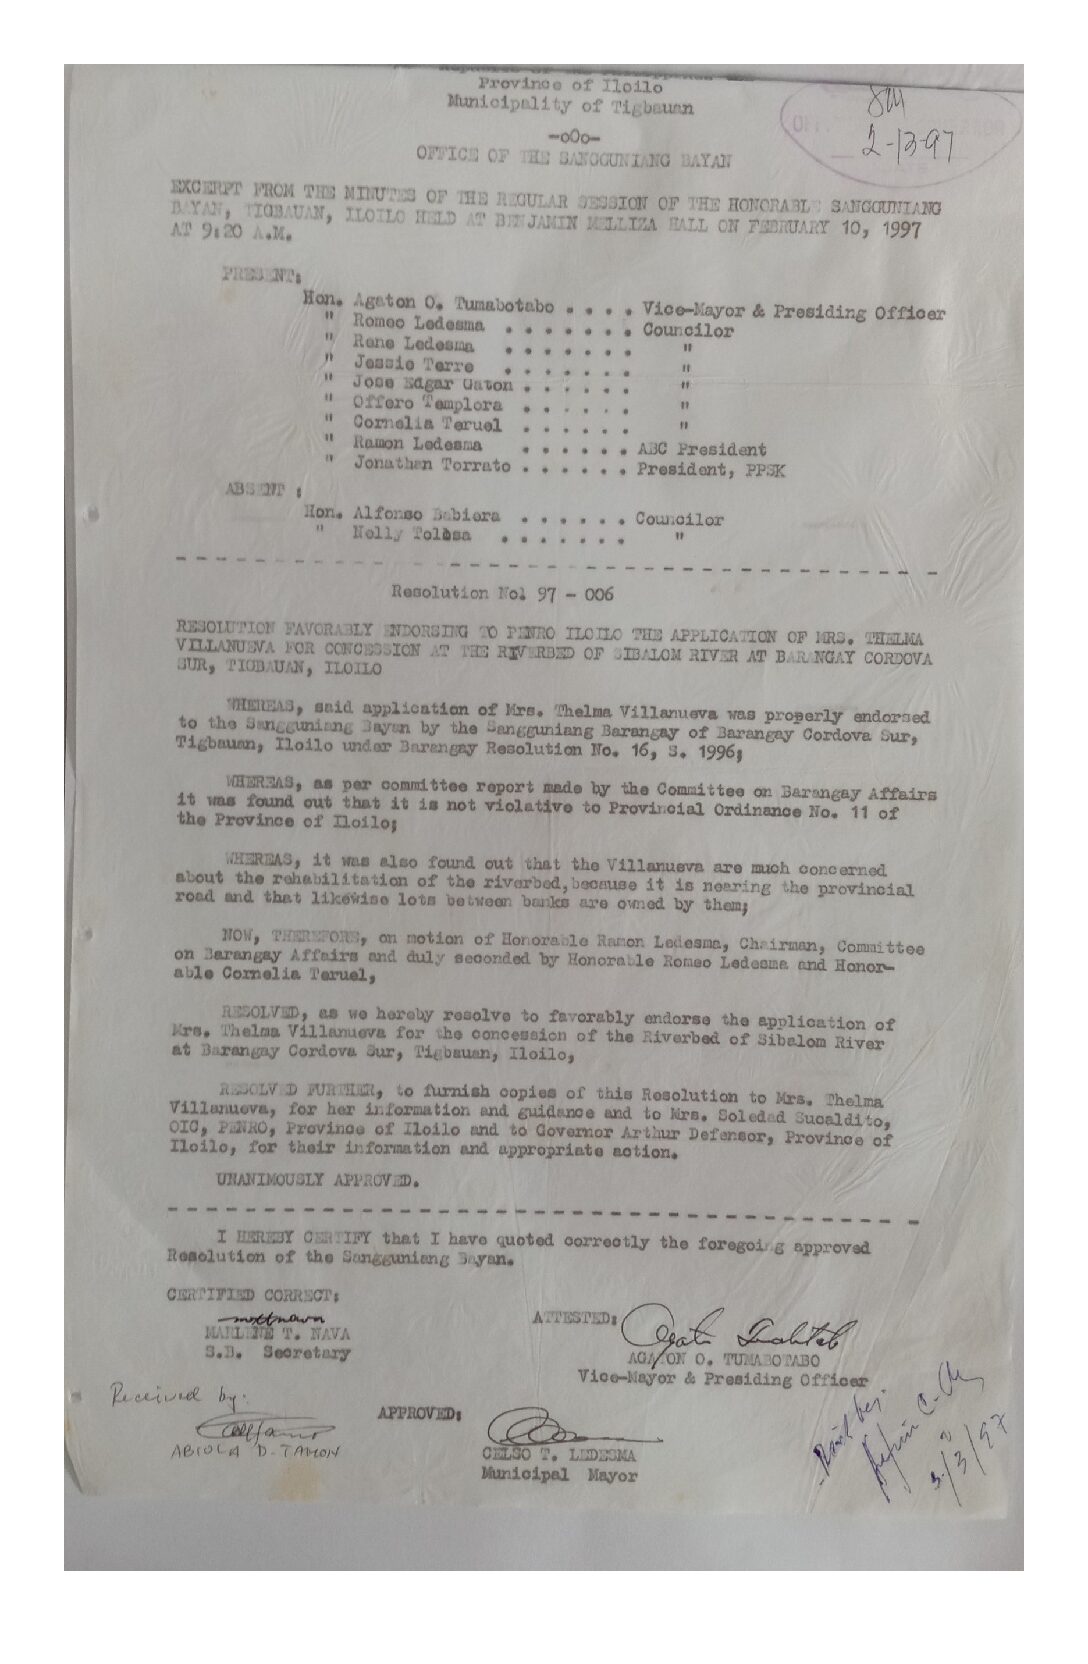 Republic of the Philippines
Province of Iloilo
Municipality of Tigbauan
-oOo-
OFFICE OF THE SANGGUNIANG BAYAN
2-13-97
EXCERPT FROM THE MINUTES OF THE REGULAR SESSION OF THE HONORABLE SANGGUNIANG
BAYAN, TIGBAUAN, ILOILO HELD AT BENJAMIN MELLIZA HALL ON FEBRUARY 10, 1997
AT 9:20 A.M.
PRESENT:
Hon. Agaton O. Tumabotabo . . . . Vice-Mayor & Presiding Officer
" Romeo Ledesma . . . . . . . Councilor
" Rene Ledesma . . . . . . . "
" Jessie Terre . . . . . . . "
" Jose Edgar Gaton . . . . . . "
" Offero Templora . . . . . . "
" Cornelia Teruel . . . . . . "
" Ramon Ledesma . . . . . . ABC President
" Jonathan Torrato . . . . . . President, PPSK
ABSENT :
Hon. Alfonso Babiera . . . . . . Councilor
" Nelly Tolosa . . . . . . . "
Resolution No: 97 - 006
RESOLUTION FAVORABLY ENDORSING TO PENRO ILOILO THE APPLICATION OF MRS. THELMA
VILLANUEVA FOR CONCESSION AT THE RIVERBED OF SIBALOM RIVER AT BARANGAY CORDOVA
SUR, TIGBAUAN, ILOILO
WHEREAS, said application of Mrs. Thelma Villanueva was properly endorsed
to the Sangguniang Bayan by the Sangguniang Barangay of Barangay Cordova Sur,
Tigbauan, Iloilo under Barangay Resolution No. 16, S. 1996;
WHEREAS, as per committee report made by the Committee on Barangay Affairs
it was found out that it is not violative to Provincial Ordinance No. 11 of
the Province of Iloilo;
WHEREAS, it was also found out that the Villanueva are much concerned
about the rehabilitation of the riverbed, because it is nearing the provincial
road and that likewise lots between banks are owned by them;
NOW, THEREFORE, on motion of Honorable Ramon Ledesma, Chairman, Committee
on Barangay Affairs and duly seconded by Honorable Romeo Ledesma and Honor-
able Cornelia Teruel,
RESOLVED, as we hereby resolve to favorably endorse the application of
Mrs. Thelma Villanueva for the concession of the Riverbed of Sibalom River
at Barangay Cordova Sur, Tigbauan, Iloilo,
RESOLVED FURTHER, to furnish copies of this Resolution to Mrs. Thelma
Villanueva, for her information and guidance and to Mrs. Soledad Sucaldito,
OIC, PENRO, Province of Iloilo and to Governor Arthur Defensor, Province of
Iloilo, for their information and appropriate action.
UNANIMOUSLY APPROVED.
I HEREBY CERTIFY that I have quoted correctly the foregoing approved
Resolution of the Sangguniang Bayan.
CERTIFIED CORRECT:
MARLENE T. NAVA
S.B. Secretary
ATTESTED:
AGATON O. TUMABOTABO
Vice-Mayor & Presiding Officer
Received by:
ABIOLA D. TAMON
APPROVED:
CELSO T. LEDESMA
Municipal Mayor
3/3/97